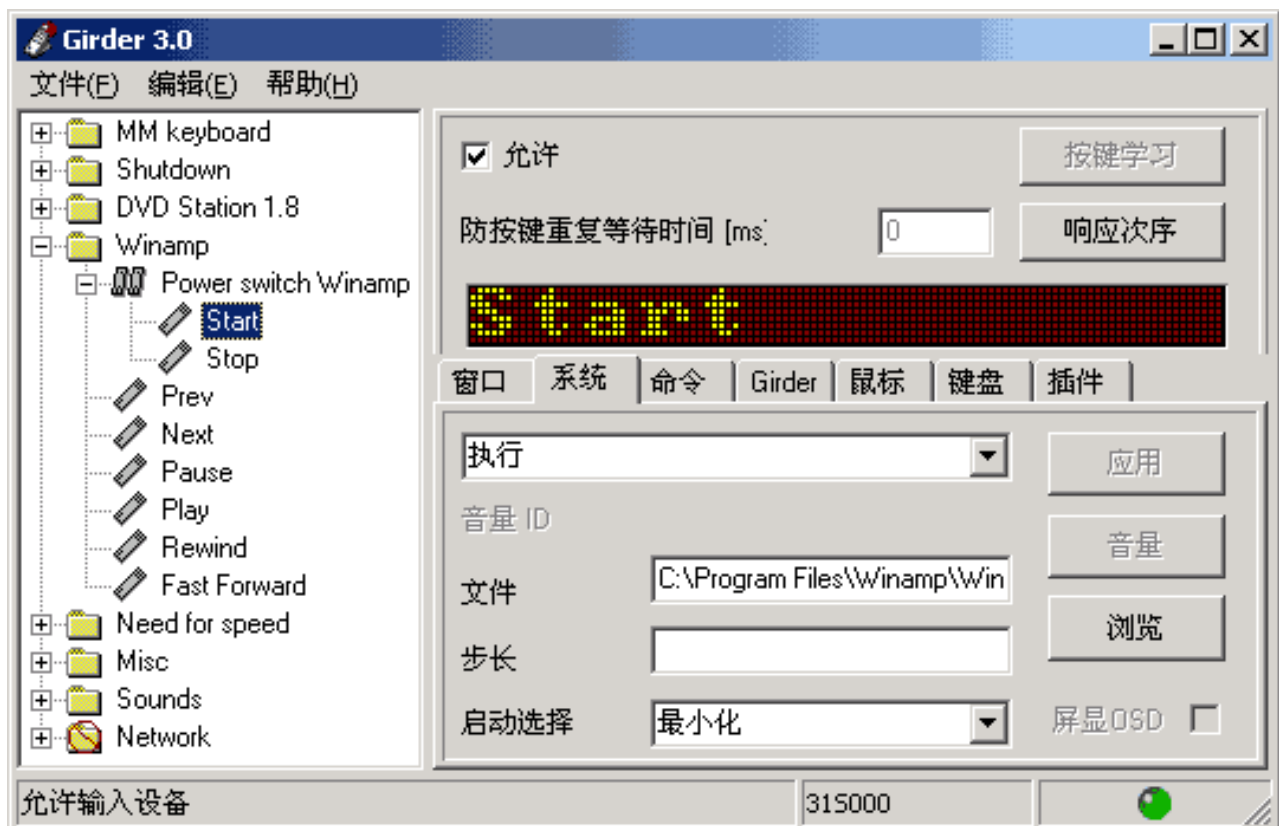 Girder 3.0
文件(F) 编辑(E) 帮助(H)
MM keyboard
Shutdown
DVD Station 1.8
Winamp
Power switch Winamp
Start
Stop
Prev
Next
Pause
Play
Rewind
Fast Forward
Need for speed
Misc
Sounds
Network
允许
按键学习
防按键重复等待时间 [ms]
0
响应次序
Start
窗口 系统 命令 Girder 鼠标 键盘 插件
执行
应用
音量 ID
音量
文件 C:\Program Files\Winamp\Win
浏览
步长
启动选择 最小化
屏显OSD
允许输入设备
315000